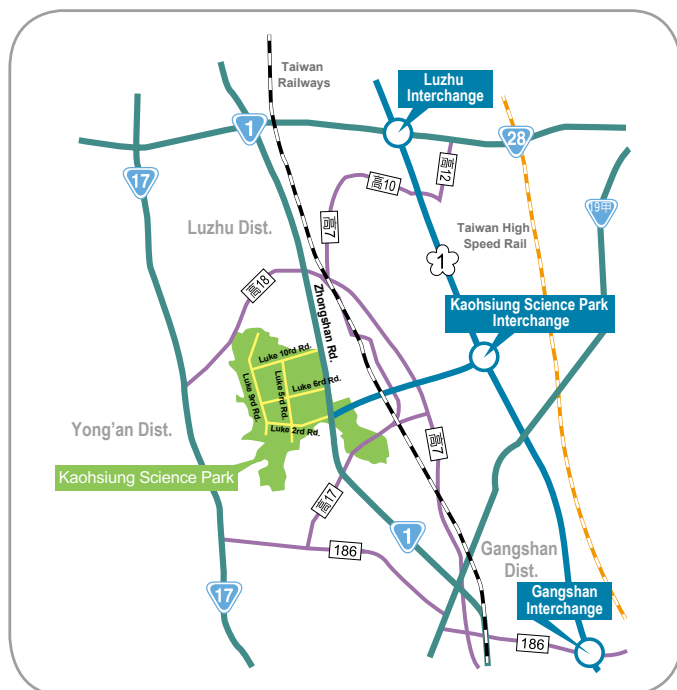 Taiwan
Railways
Luzhu
Interchange
1
28
17
高12
高10
19甲
Luzhu Dist.
高7
Taiwan High
Speed Rail
1
高18
Zhongshan Rd.
Kaohsiung Science Park
Interchange
Luke 10rd Rd.
Luke 9rd Rd.
Luke 5rd Rd.
Luke 6rd Rd.
Luke 2rd Rd.
Yong'an Dist.
高7
Kaohsiung Science Park
高17
1
186
Gangshan
Dist.
17
Gangshan
Interchange
186